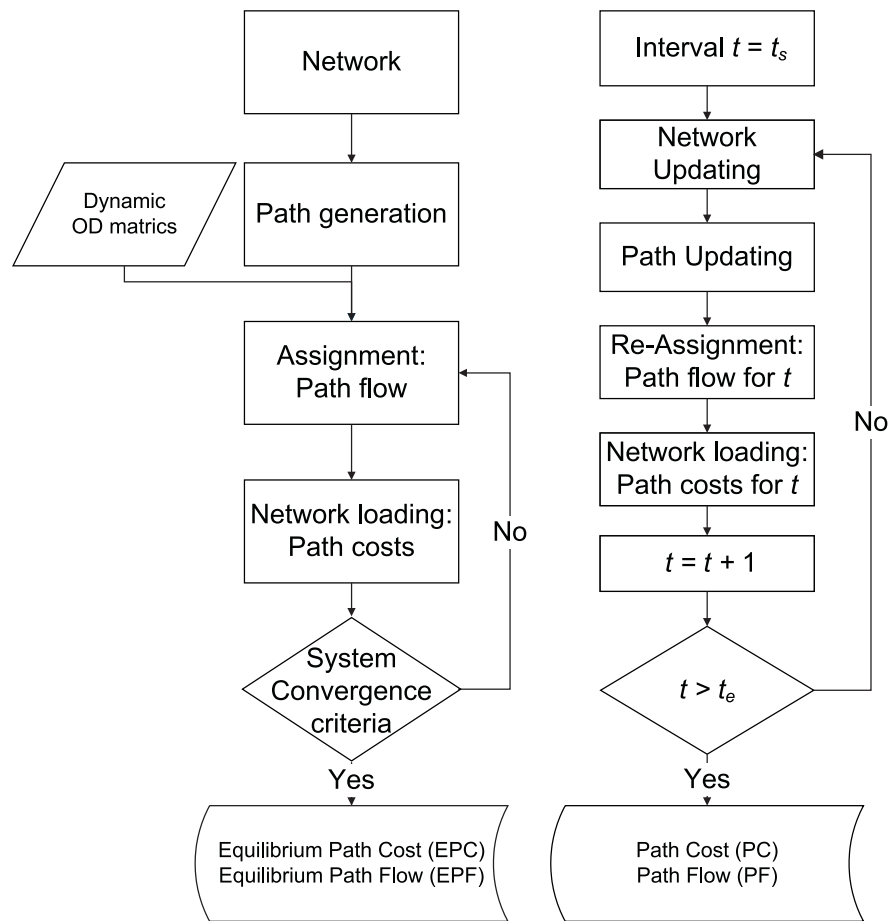 Network
Path generation
Dynamic
OD matrics
Assignment:
Path flow
Network loading:
Path costs
No
System
Convergence
criteria
Yes
Equilibrium Path Cost (EPC)
Equilibrium Path Flow (EPF)
Interval t = ts
Network
Updating
Path Updating
Re-Assignment:
Path flow for t
Network loading:
Path costs for t
No
t = t + 1
t > te
Yes
Path Cost (PC)
Path Flow (PF)